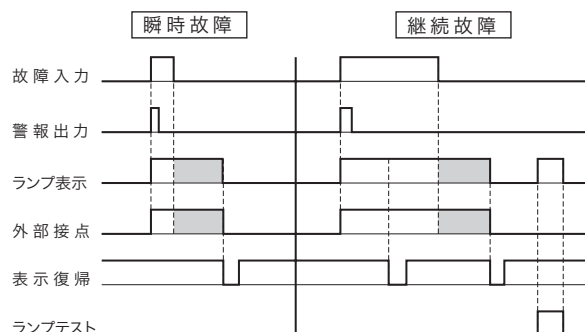 瞬時故障
継続故障
故障入力
警報出力
ランプ表示
外部接点
表示復帰
ランプテスト